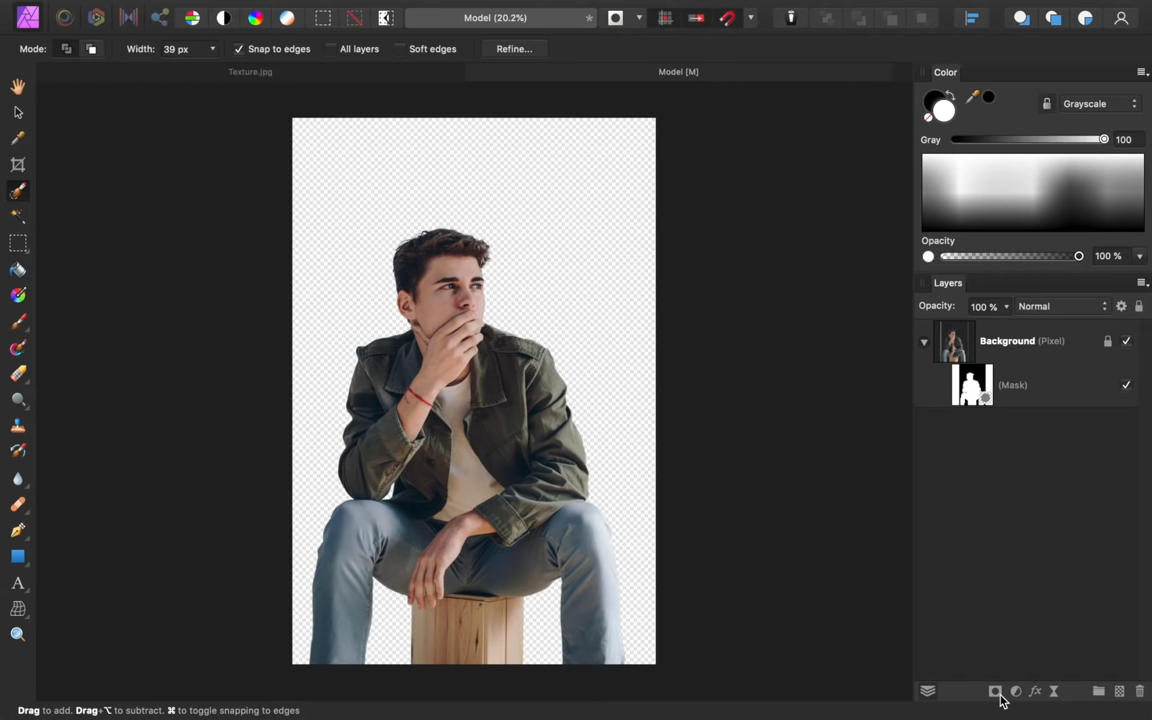 Model (20.2%)
*
Mode:
Width: 39 px
Snap to edges
All layers
Soft edges
Refine...
Texture.jpg
Model [M]
Color
Grayscale
Gray
100
Opacity
100 %
Layers
Opacity: 100 % Normal
Background (Pixel)
(Mask)
fx
A
Drag to add. Drag+⌥ to subtract. ⌘ to toggle snapping to edges